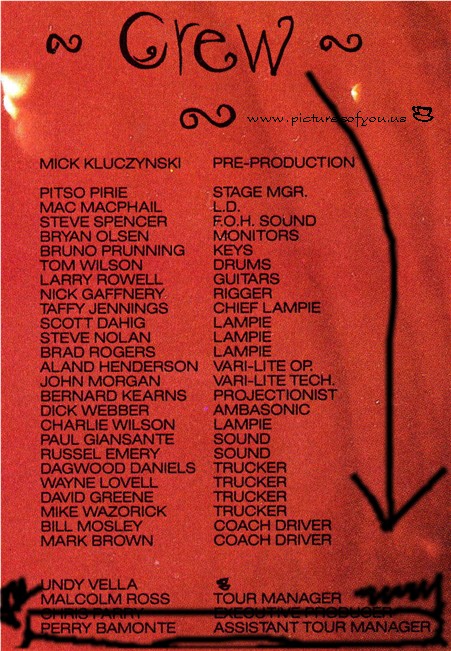 ~ Crew ~
www.picturesofyou.us
MICK KLUCZYNSKI PRE-PRODUCTION
PITSO PIRIE STAGE MGR.
MAC MACPHAIL L.D.
STEVE SPENCER F.O.H. SOUND
BRYAN OLSEN MONITORS
BRUNO PRUNNING KEYS
TOM WILSON DRUMS
LARRY ROWELL GUITARS
NICK GAFFNERY RIGGER
TAFFY JENNINGS CHIEF LAMPIE
SCOTT DAHIG LAMPIE
STEVE NOLAN LAMPIE
BRAD ROGERS LAMPIE
ALAND HENDERSON VARI-LITE OP.
JOHN MORGAN VARI-LITE TECH.
BERNARD KEARNS PROJECTIONIST
DICK WEBBER AMBASONIC
CHARLIE WILSON LAMPIE
PAUL GIANSANTE SOUND
RUSSEL EMERY SOUND
DAGWOOD DANIELS TRUCKER
WAYNE LOVELL TRUCKER
DAVID GREENE TRUCKER
MIKE WAZORICK TRUCKER
BILL MOSLEY COACH DRIVER
MARK BROWN COACH DRIVER
UNDY VELLA
MALCOLM ROSS TOUR MANAGER
CHRIS PARRY EXECUTIVE PRODUCER
PERRY BAMONTE ASSISTANT TOUR MANAGER